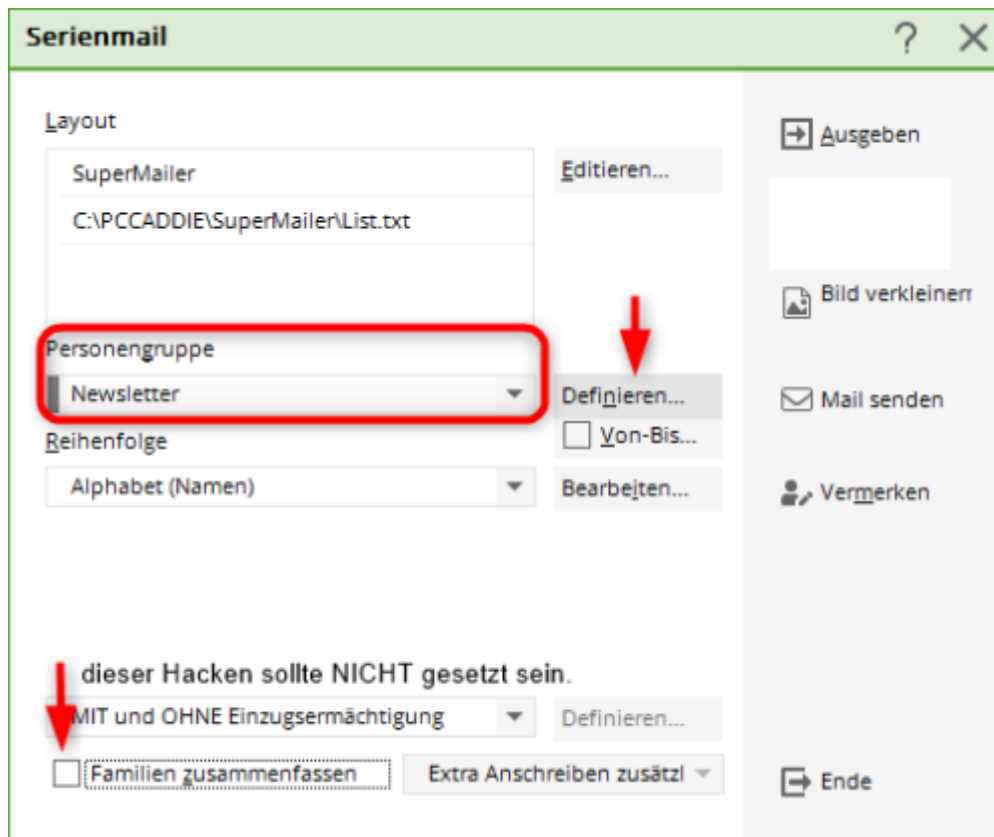 Serienmail ?
Layout
SuperMailer
C:\PCCADDIE\SuperMailer\List.txt
Editieren...
Personengruppe
Newsletter
Definieren...
Von-Bis...
Reihenfolge
Alphabet (Namen)
Bearbeiten...
dieser Hacken sollte NICHT gesetzt sein.
MIT und OHNE Einzugsermächtigung
Definieren...
Familien zusammenfassen
Extra Anschreiben zusätzl
Ausgeben
Bild verkleinerr
Mail senden
Vermerken
Ende